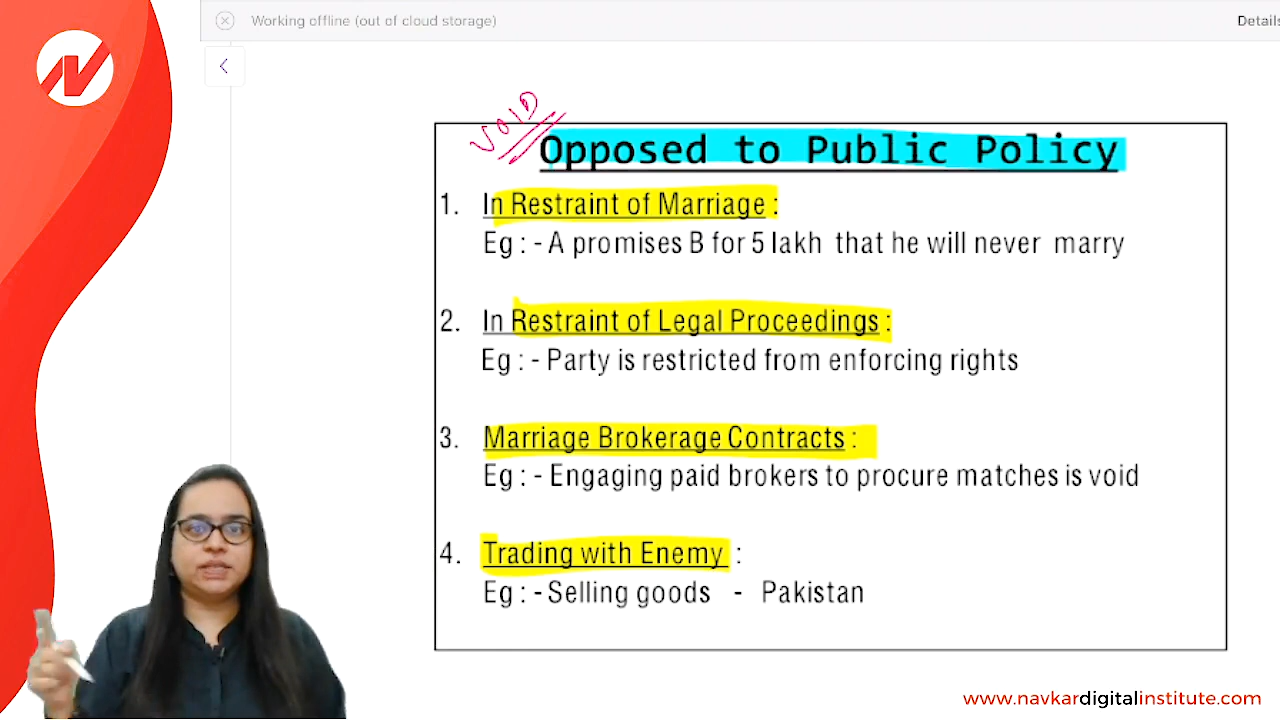 Working offline (out of cloud storage)
Details
VOID
Opposed to Public Policy
1. In Restraint of Marriage :
Eg : - A promises B for 5 lakh that he will never marry
2. In Restraint of Legal Proceedings :
Eg : - Party is restricted from enforcing rights
3. Marriage Brokerage Contracts :
Eg : - Engaging paid brokers to procure matches is void
4. Trading with Enemy :
Eg : - Selling goods - Pakistan
www.navkardigitalinstitute.com